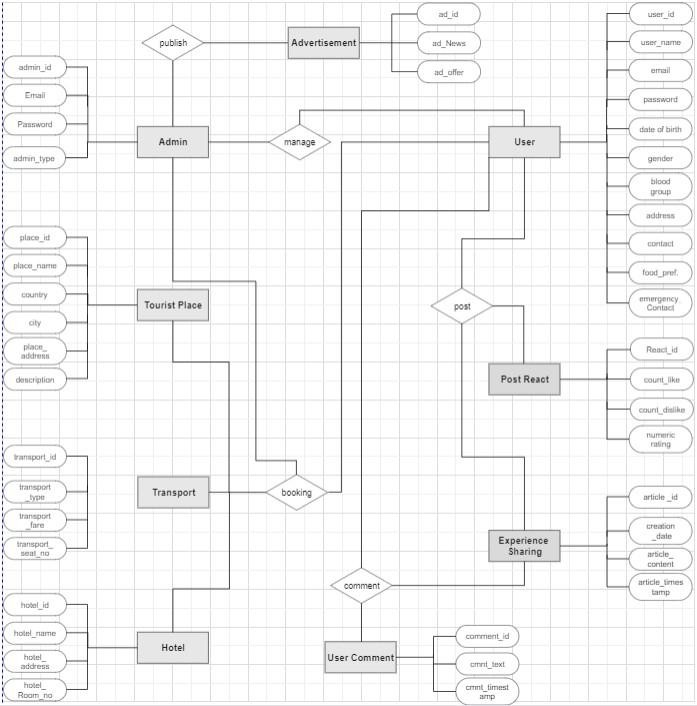 publish
Advertisement
ad_id
ad_News
ad_offer
admin_id
Email
Password
admin_type
Admin
manage
User
user_id
user_name
email
password
date of birth
gender
blood
group
address
contact
food_pref.
emergency_
Contact
place_id
place_name
country
city
place_
address
description
Tourist Place
post
Post React
React_id
count_like
count_dislike
numeric
rating
transport_id
transport
_type
transport
_fare
transport_
seat_no
Transport
booking
Experience
Sharing
article _id
creation
_date
article_
content
article_times
tamp
hotel_id
hotel_name
hotel_
address
hotel_
Room_no
Hotel
comment
User Comment
comment_id
cmnt_text
cmnt_timest
amp